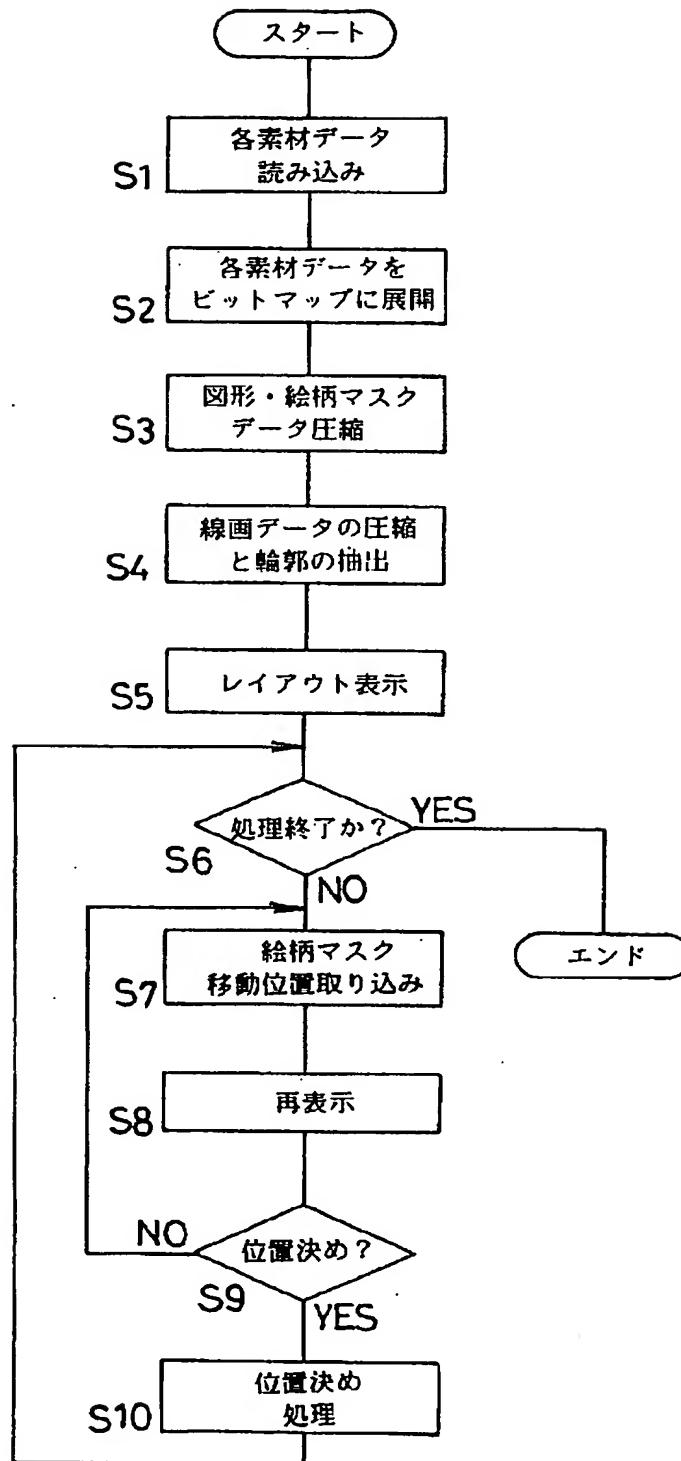 スタート
各素材データ
読み込み
S1
各素材データを
ビットマップに展開
S2
図形・絵柄マスク
データ圧縮
S3
線画データの圧縮
と輪郭の抽出
S4
レイアウト表示
S5
処理終了か?
YES
S6
NO
絵柄マスク
移動位置取り込み
S7
エンド
再表示
S8
NO
位置決め?
S9
YES
位置決め
処理
S10